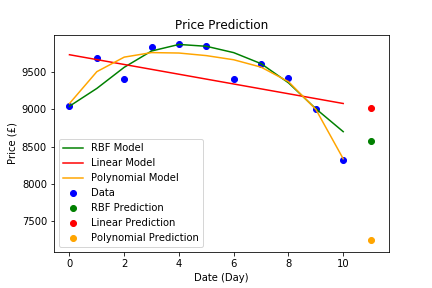 Price Prediction
9500
9000
8500
8000
7500
Price (£)
RBF Model
Linear Model
Polynomial Model
Data
RBF Prediction
Linear Prediction
Polynomial Prediction
0 2 4 6 8 10
Date (Day)